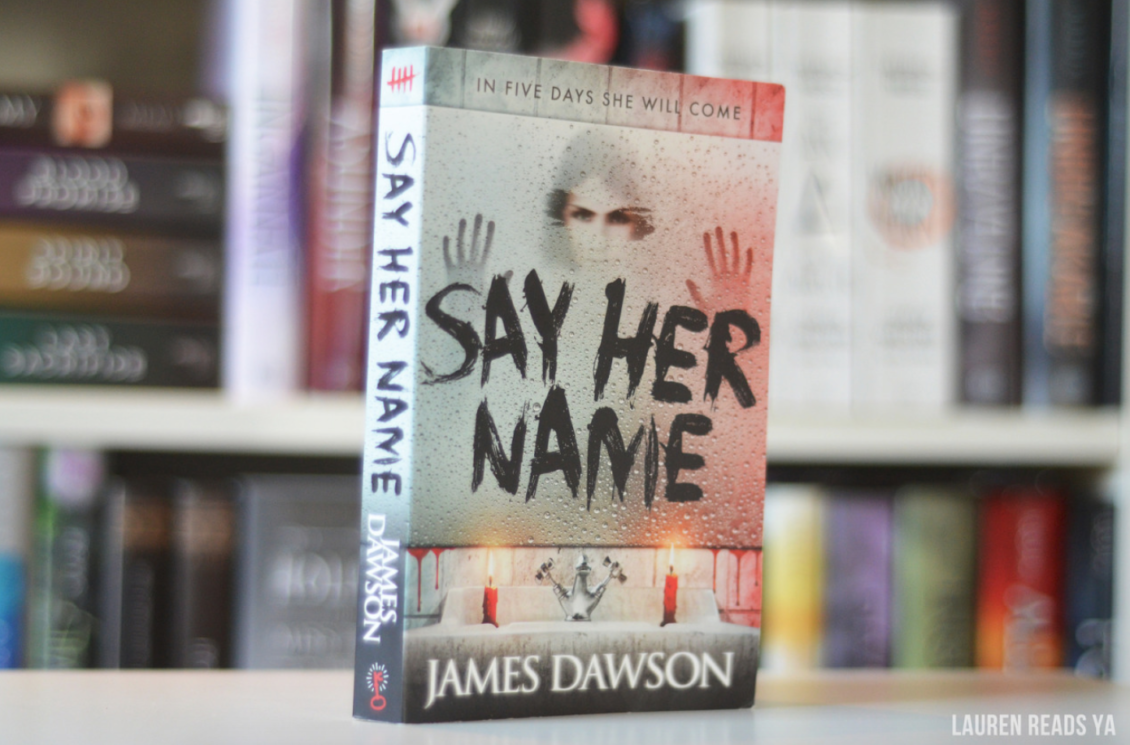 IN FIVE DAYS SHE WILL COME
SAY HER
NAME
JAMES DAWSON
SAY HER NAME
JAMES
DAWSON
LAUREN READS YA